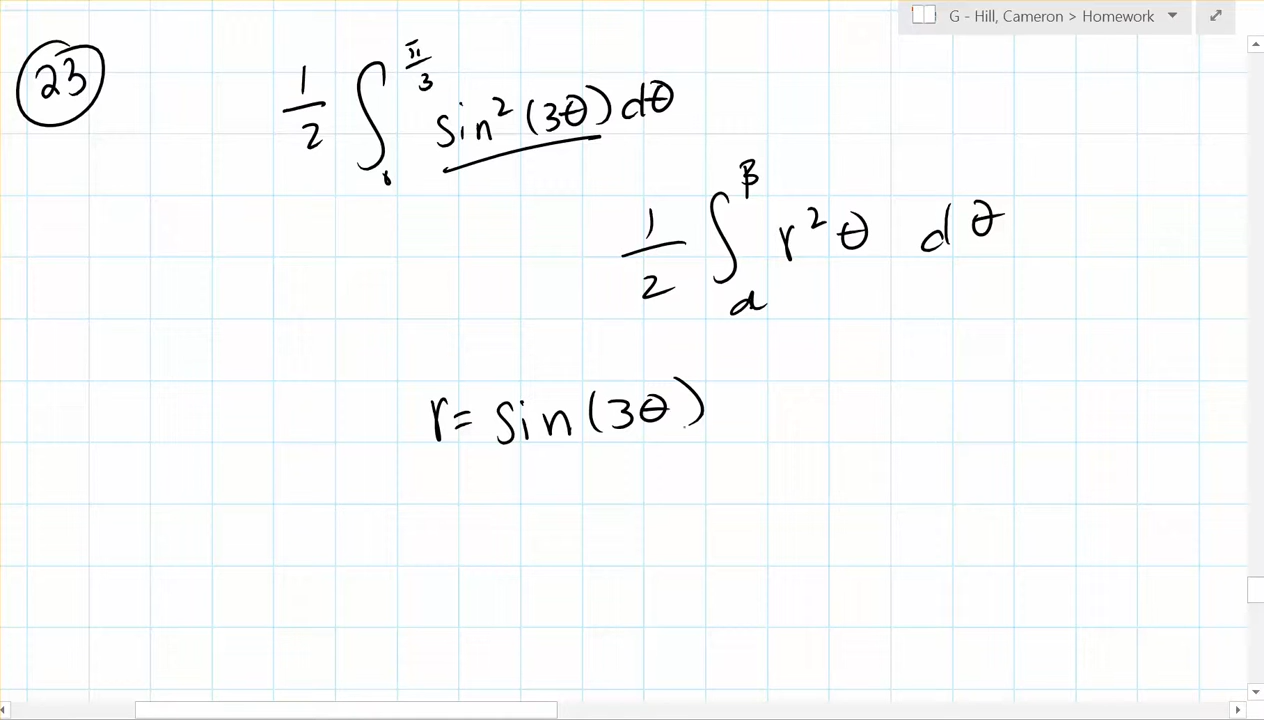 G - Hill, Cameron > Homework
23
1/2 ∫₀^(π/3) sin²(3θ) dθ
1/2 ∫_α^β r²θ dθ
r = sin(3θ)